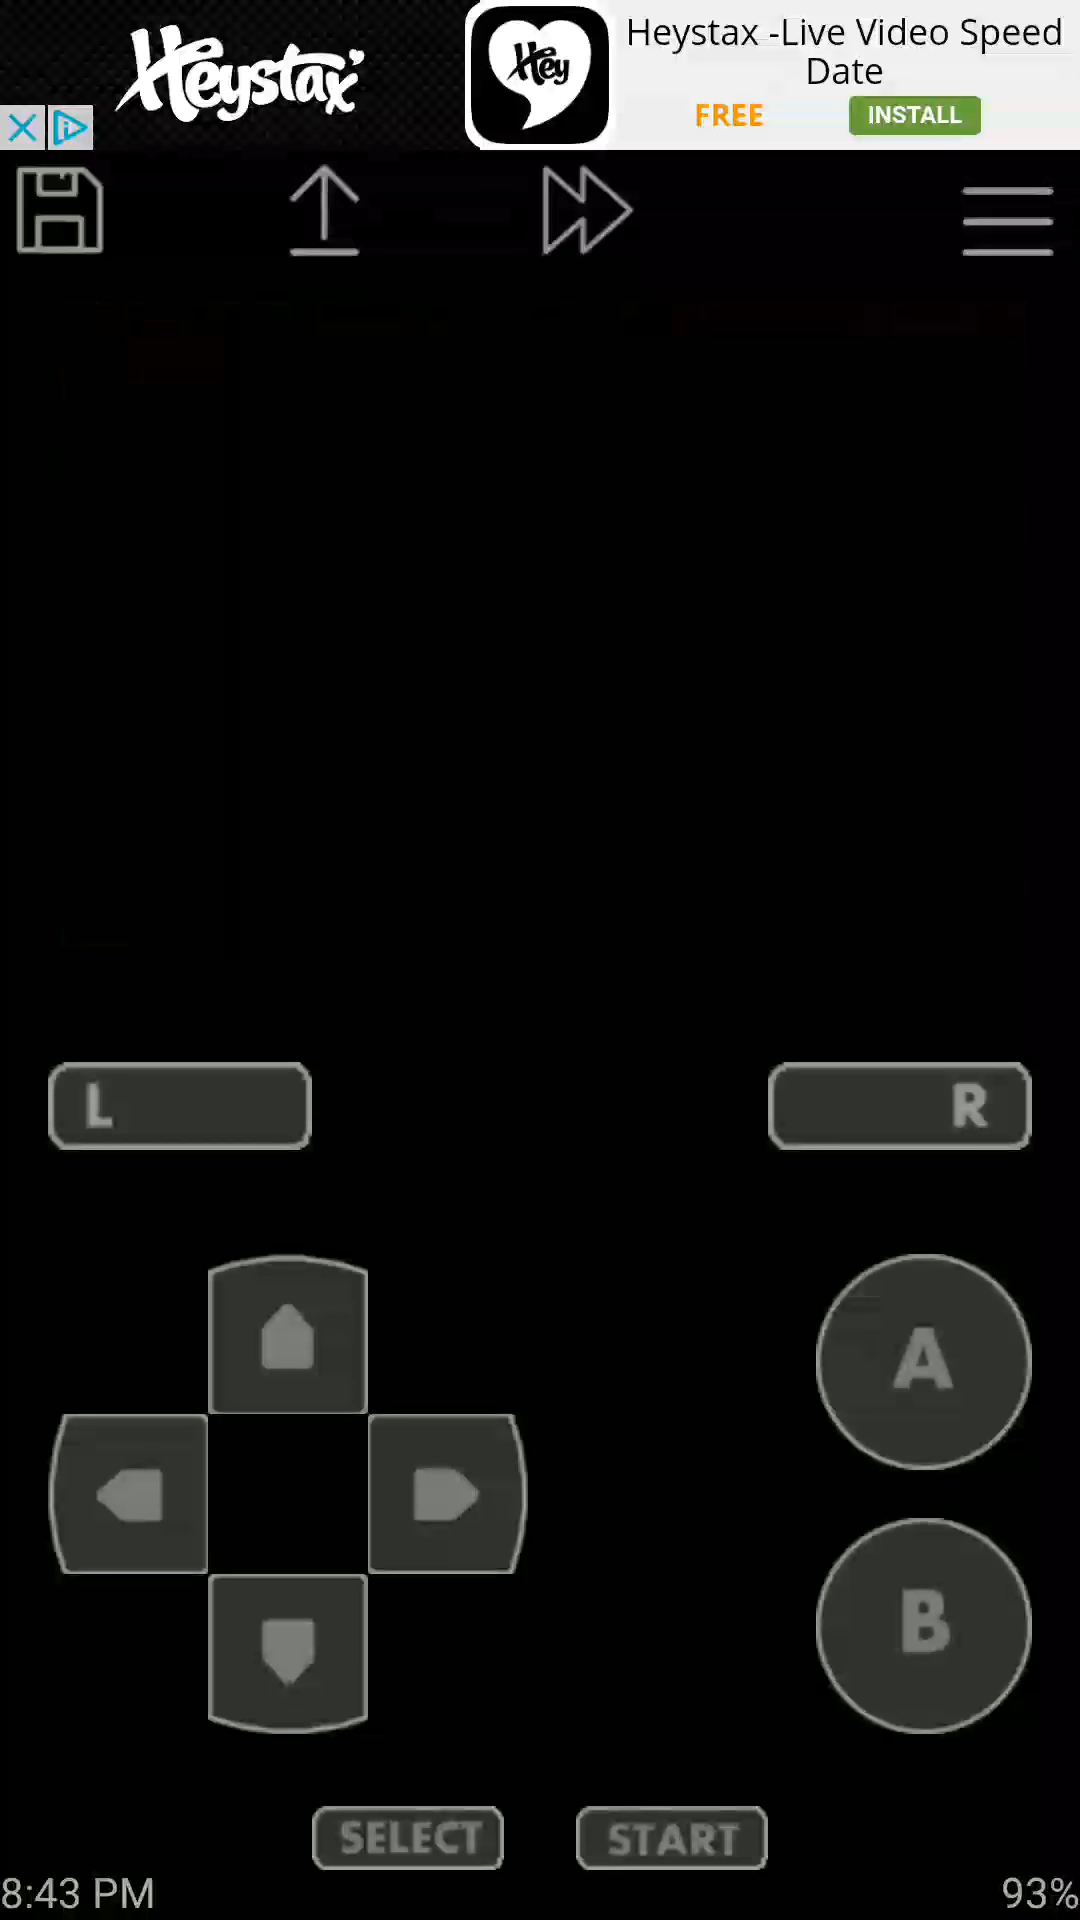 Heystax
Hey
Heystax -Live Video Speed
Date
FREE
INSTALL
L
R
A
B
SELECT
START
8:43 PM
93%